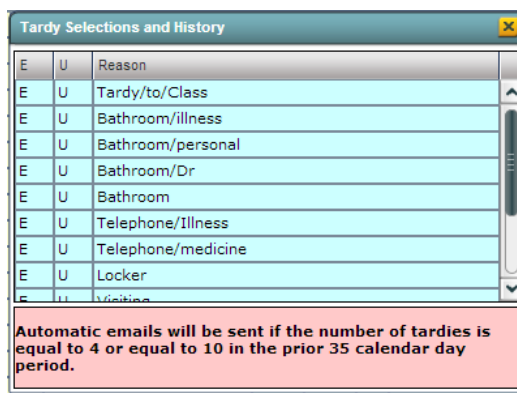 Tardy Selections and History
E U Reason
E U Tardy/to/Class
E U Bathroom/illness
E U Bathroom/personal
E U Bathroom/Dr
E U Bathroom
E U Telephone/Illness
E U Telephone/medicine
E U Locker
E U Visiting
Automatic emails will be sent if the number of tardies is
equal to 4 or equal to 10 in the prior 35 calendar day
period.